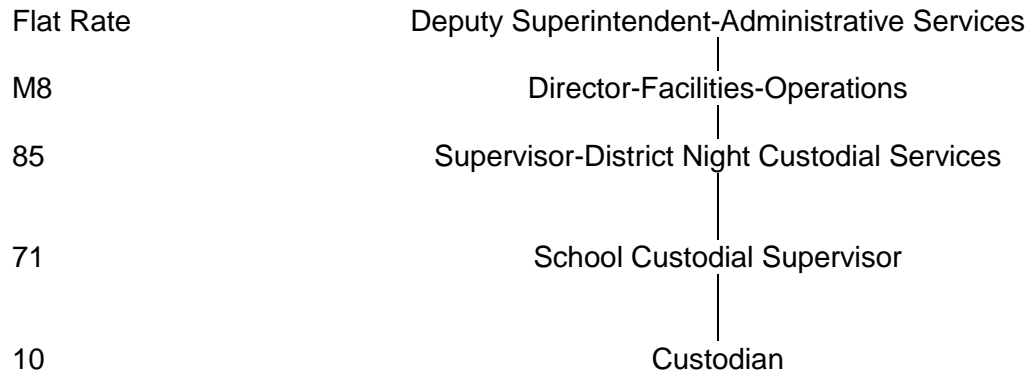 Flat Rate Deputy Superintendent-Administrative Services
M8 Director-Facilities-Operations
85 Supervisor-District Night Custodial Services
71 School Custodial Supervisor
10 Custodian